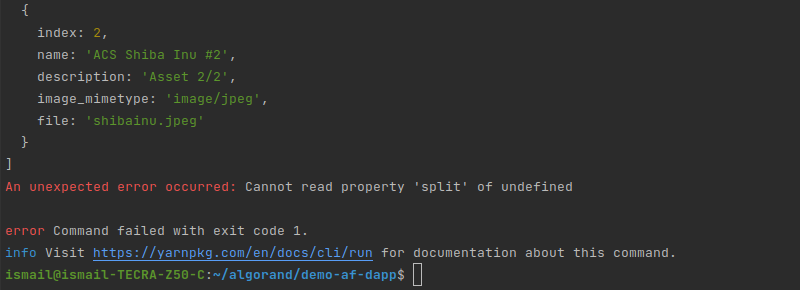 {
index: 2,
name: 'ACS Shiba Inu #2',
description: 'Asset 2/2',
image_mimetype: 'image/jpeg',
file: 'shibainu.jpeg'
}
]
An unexpected error occurred: Cannot read property 'split' of undefined
error Command failed with exit code 1.
info Visit https://yarnpkg.com/en/docs/cli/run for documentation about this command.
ismail@ismail-TECRA-Z50-C:~/algorand/demo-af-dapp$